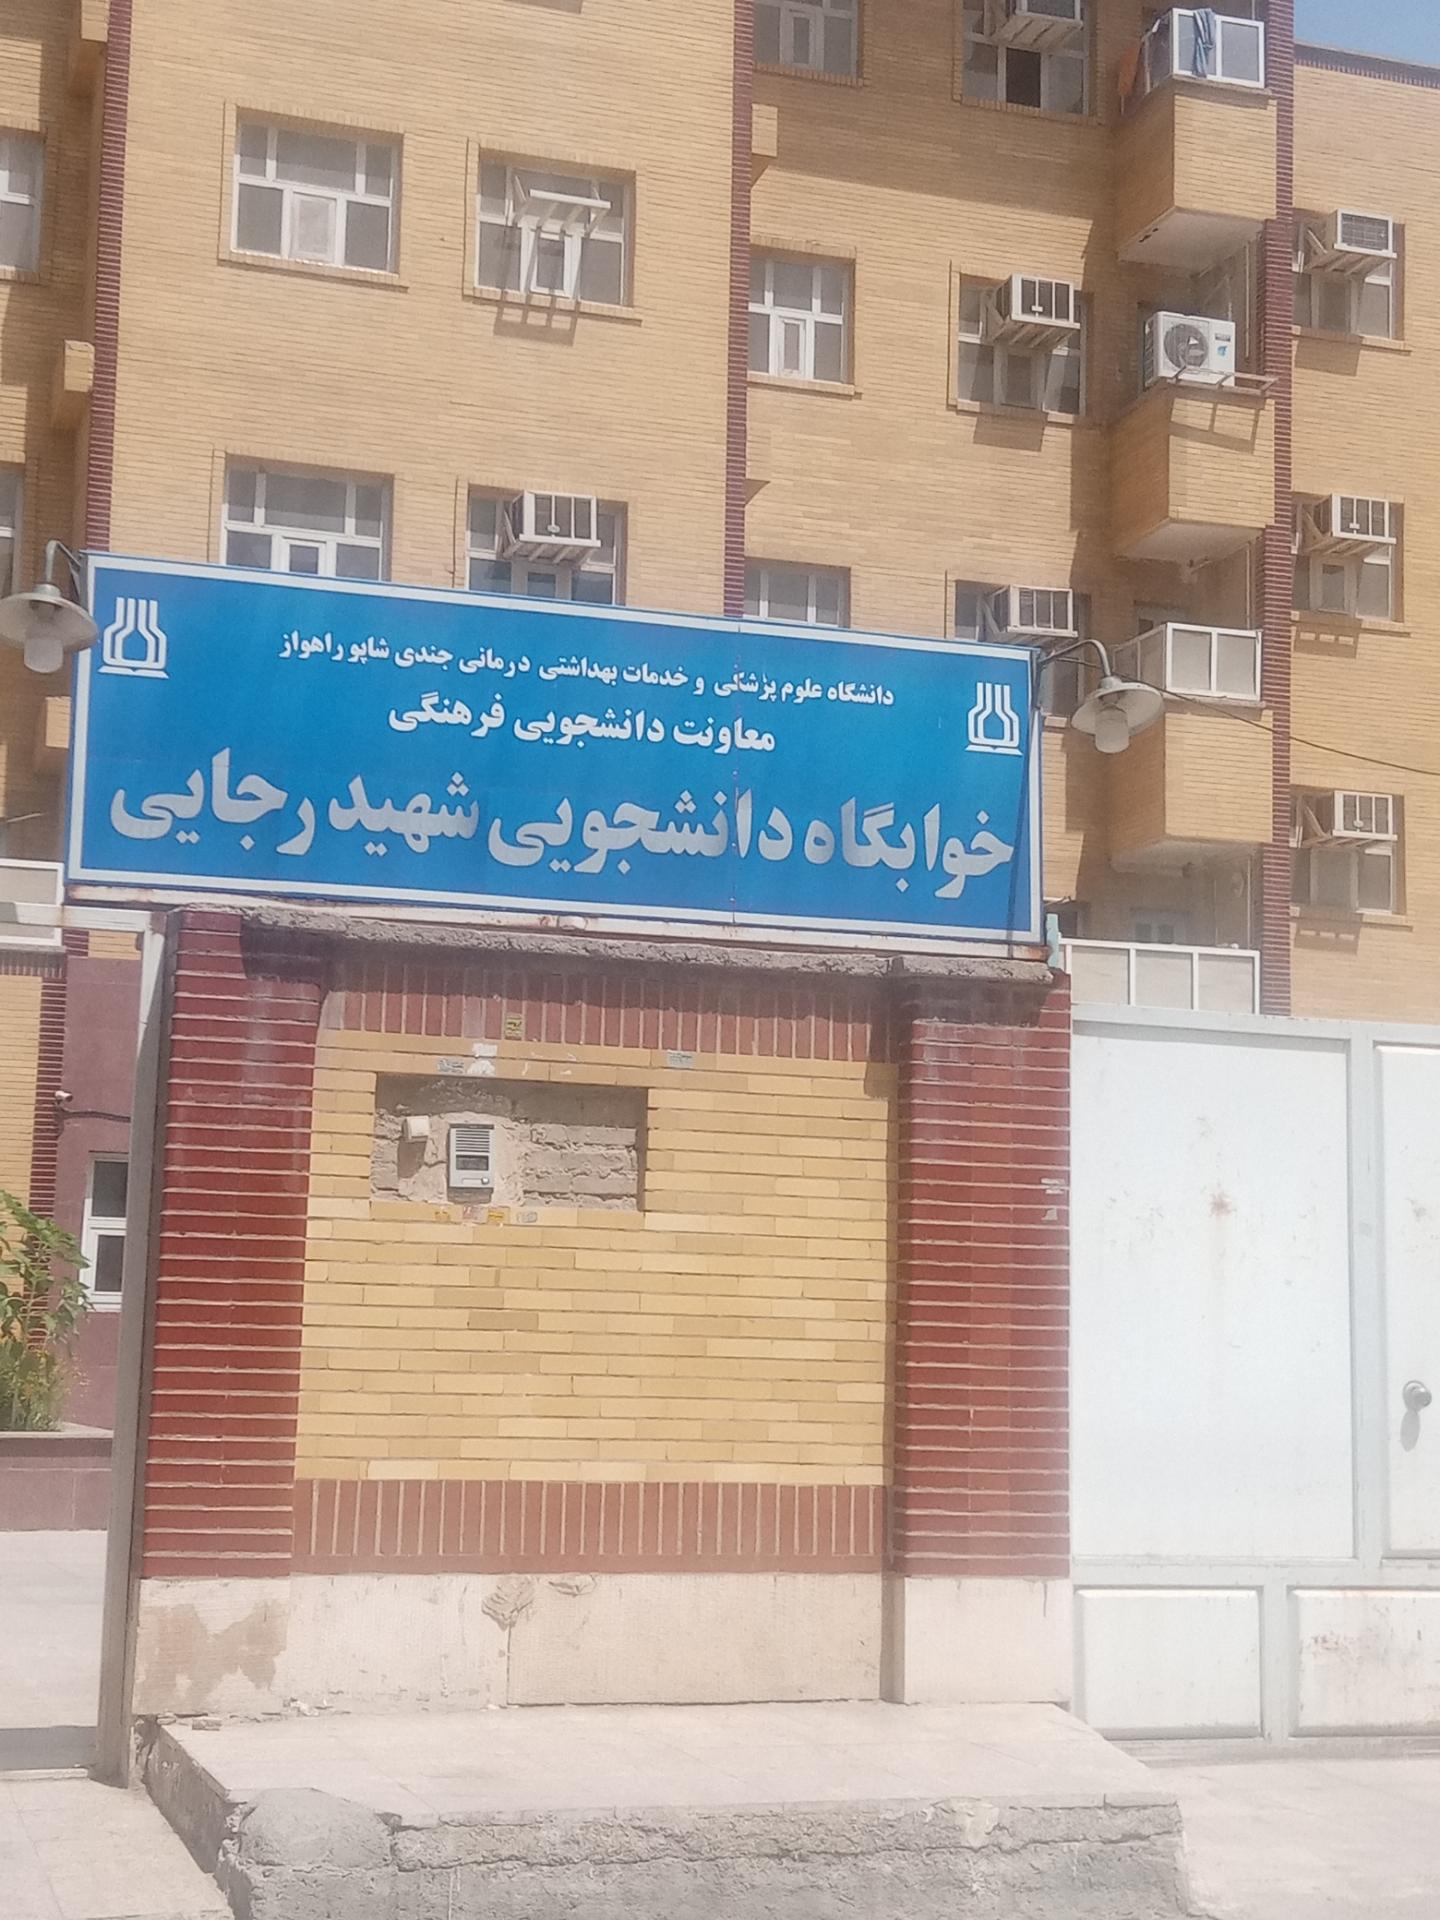 دانشگاه علوم پزشکی و خدمات بهداشتی درمانی جندی شاپور اهواز
معاونت دانشجویی فرهنگی
خوابگاه دانشجویی شهید رجایی